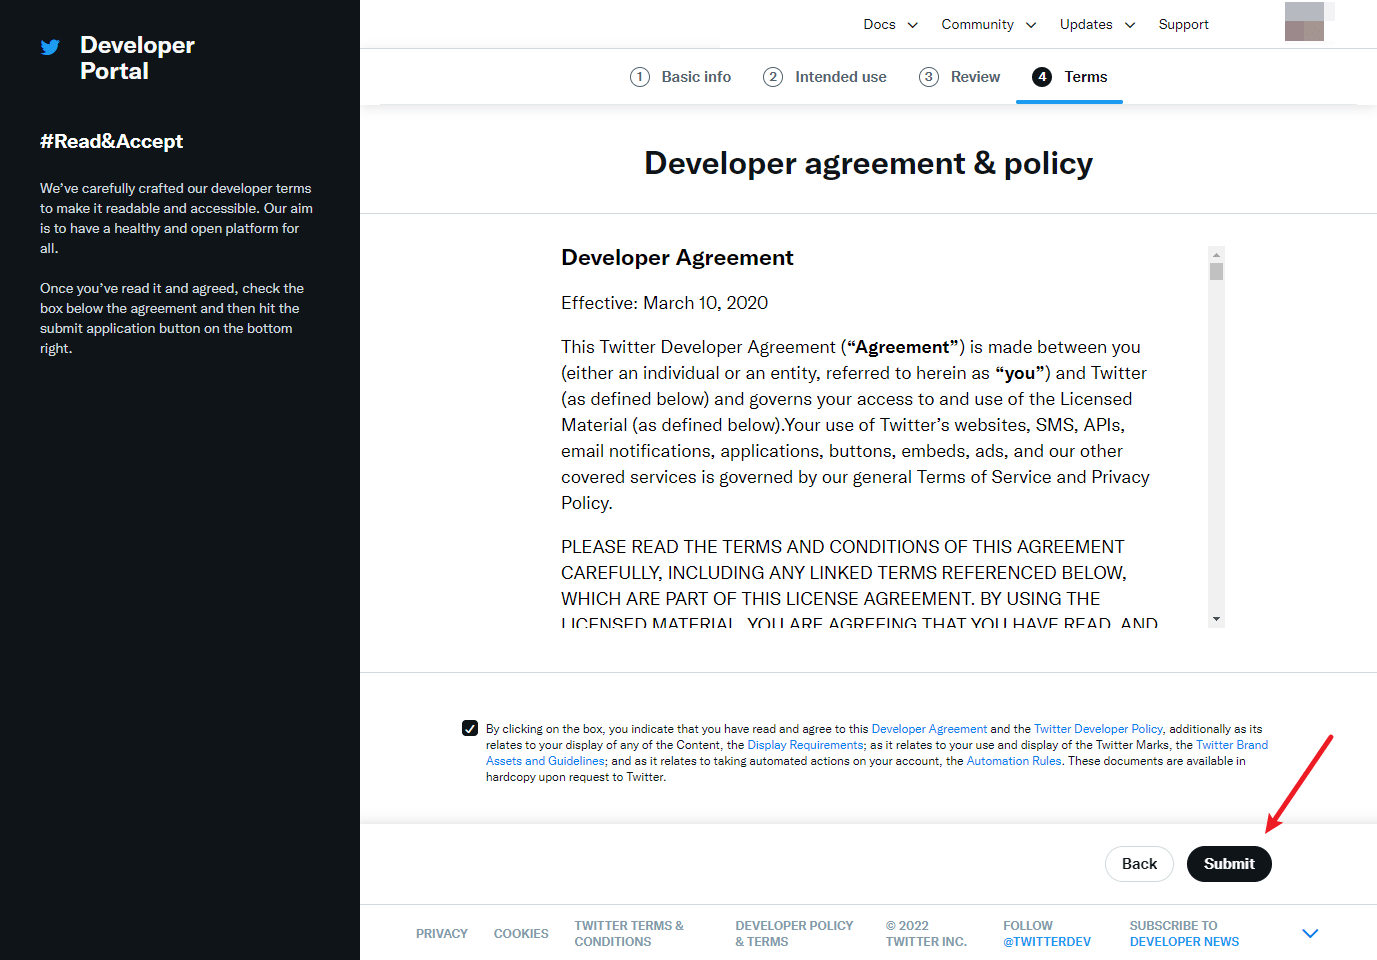 Developer
Portal
#Read&Accept
We’ve carefully crafted our developer terms
to make it readable and accessible. Our aim
is to have a healthy and open platform for
all.
Once you’ve read it and agreed, check the
box below the agreement and then hit the
submit application button on the bottom
right.
Docs Community Updates Support
1 Basic info 2 Intended use 3 Review 4 Terms
Developer agreement & policy
Developer Agreement
Effective: March 10, 2020
This Twitter Developer Agreement (“Agreement”) is made between you
(either an individual or an entity, referred to herein as “you”) and Twitter
(as defined below) and governs your access to and use of the Licensed
Material (as defined below).Your use of Twitter’s websites, SMS, APIs,
email notifications, applications, buttons, embeds, ads, and our other
covered services is governed by our general Terms of Service and Privacy
Policy.
PLEASE READ THE TERMS AND CONDITIONS OF THIS AGREEMENT
CAREFULLY, INCLUDING ANY LINKED TERMS REFERENCED BELOW,
WHICH ARE PART OF THIS LICENSE AGREEMENT. BY USING THE
LICENSED MATERIAL, YOU ARE AGREEING THAT YOU HAVE READ, AND
By clicking on the box, you indicate that you have read and agree to this Developer Agreement and the Twitter Developer Policy, additionally as its
relates to your display of any of the Content, the Display Requirements; as it relates to your use and display of the Twitter Marks, the Twitter Brand
Assets and Guidelines; and as it relates to taking automated actions on your account, the Automation Rules. These documents are available in
hardcopy upon request to Twitter.
Back Submit
PRIVACY
COOKIES
TWITTER TERMS &
CONDITIONS
DEVELOPER POLICY
& TERMS
© 2022
TWITTER INC.
FOLLOW
@TWITTERDEV
SUBSCRIBE TO
DEVELOPER NEWS